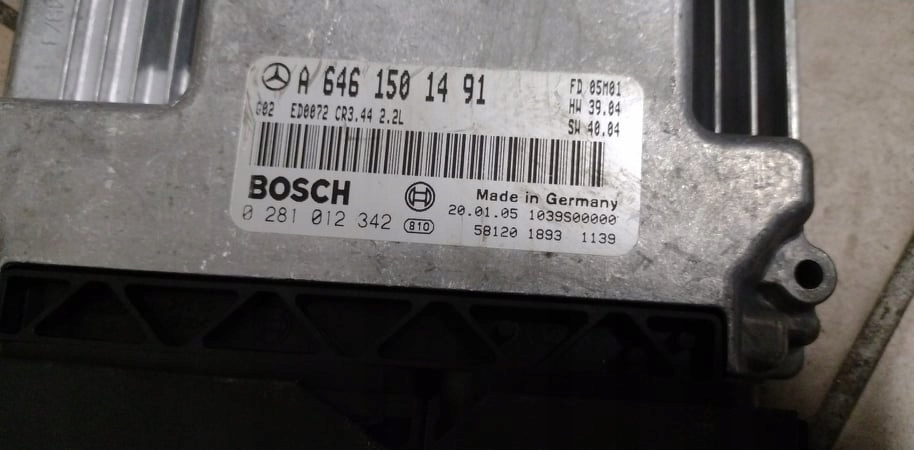 A 646 150 14 91
FD 05M01
G02 ED0072 CR3.44 2.2L
HW 39.04
SW 40.04
BOSCH
Made in Germany
0 281 012 342 810
20.01.05 1039S00000
58120 1893 1139